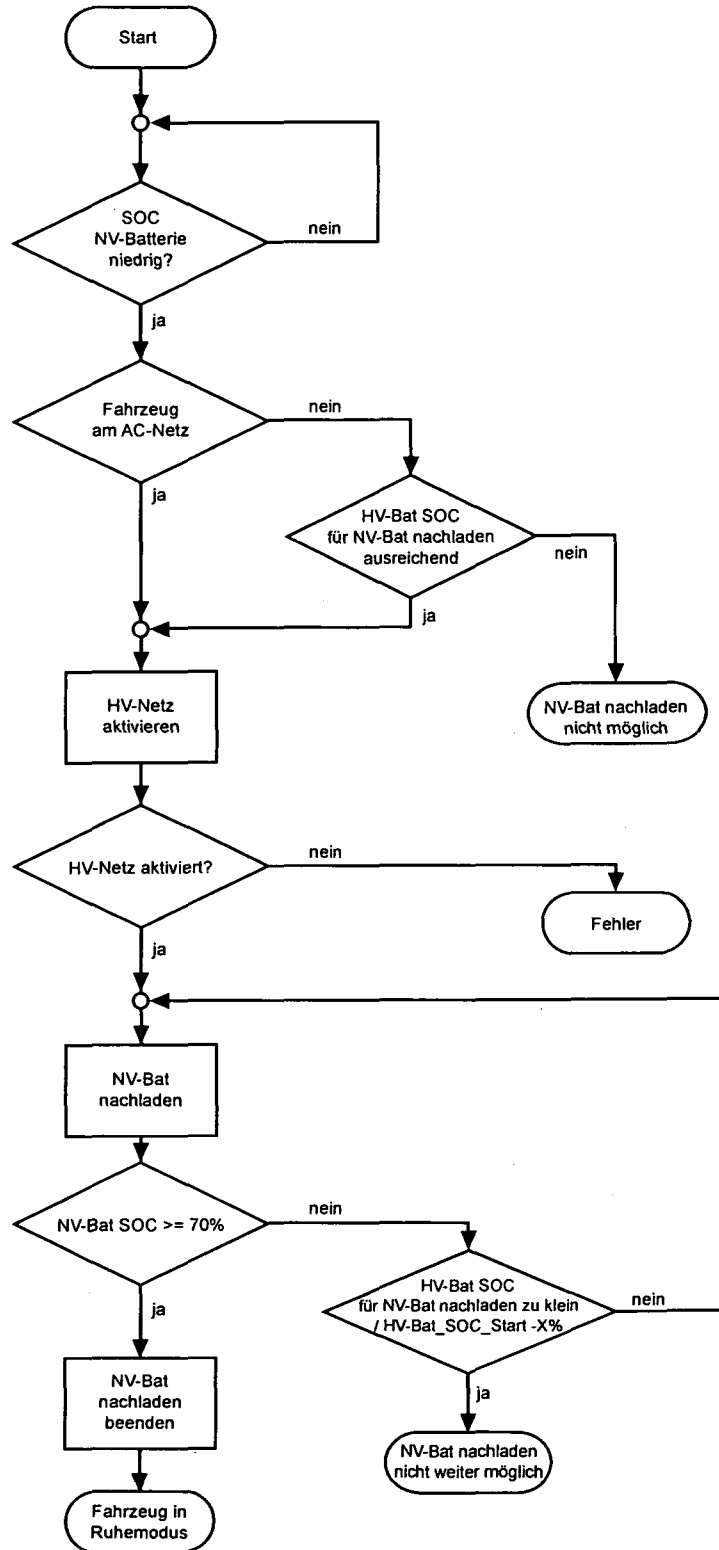 Start
SOC
NV-Batterie
niedrig?
nein
ja
Fahrzeug
am AC-Netz
nein
ja
HV-Bat SOC
für NV-Bat nachladen
ausreichend
nein
ja
HV-Netz
aktivieren
NV-Bat nachladen
nicht möglich
HV-Netz aktiviert?
nein
Fehler
ja
NV-Bat
nachladen
NV-Bat SOC >= 70%
nein
HV-Bat SOC
für NV-Bat nachladen zu klein
/ HV-Bat_SOC_Start -X%
nein
ja
ja
NV-Bat
nachladen
beenden
NV-Bat nachladen
nicht weiter möglich
Fahrzeug in
Ruhemodus